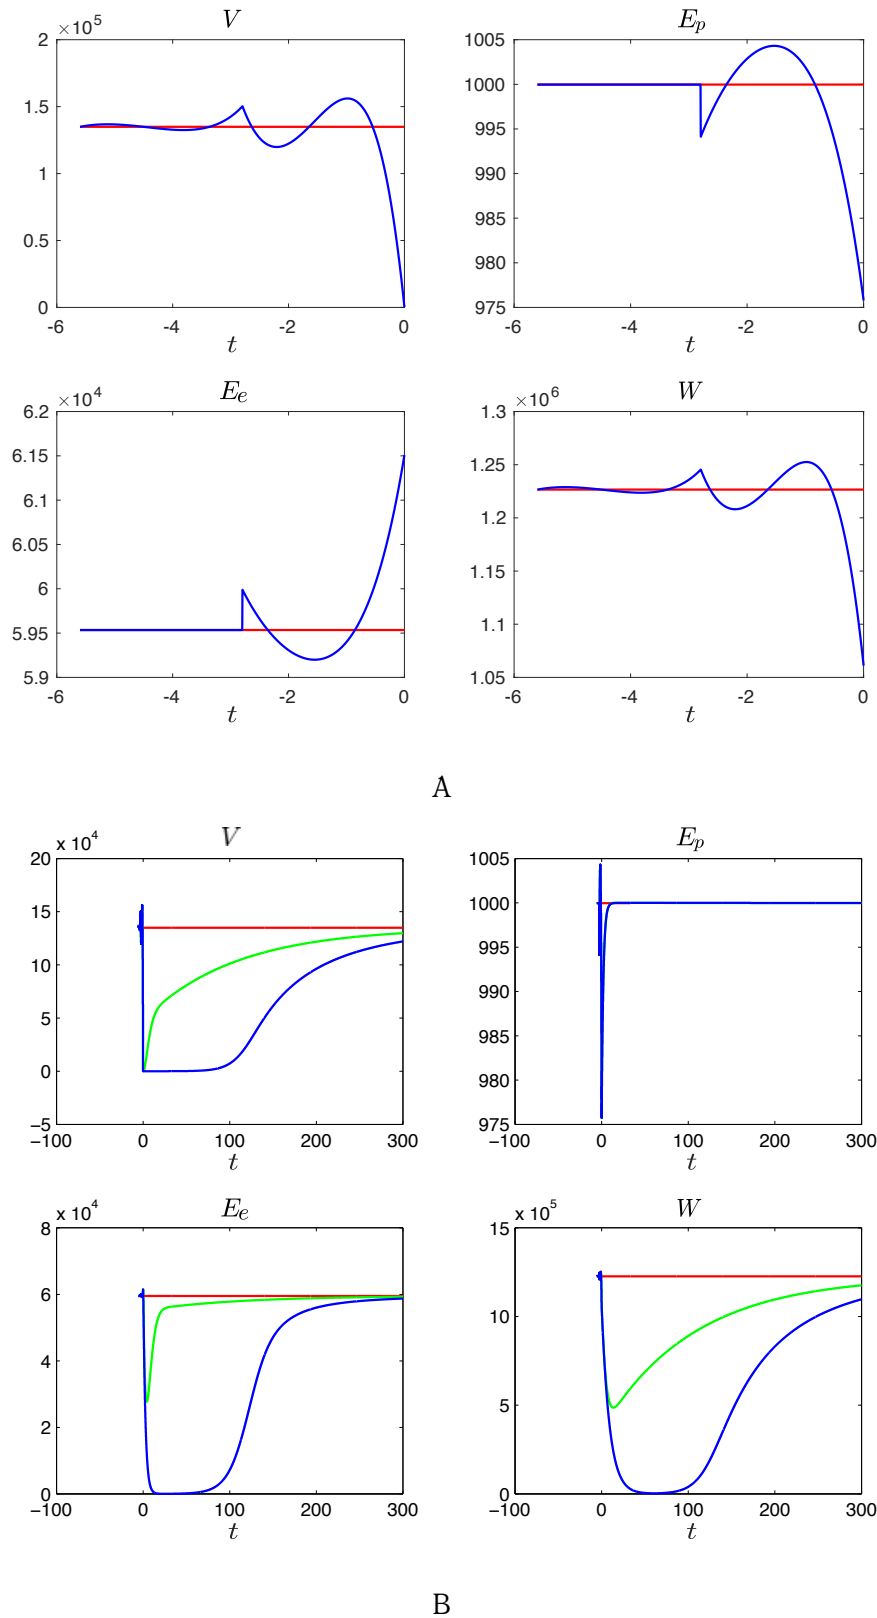 V
×10^5
2
1.5
1
0.5
0
-6 -4 -2 0
t
E_p
1005
1000
995
990
985
980
975
-6 -4 -2 0
t
E_e
×10^4
6.2
6.15
6.1
6.05
6
5.95
5.9
-6 -4 -2 0
t
W
×10^6
1.3
1.25
1.2
1.15
1.1
1.05
-6 -4 -2 0
t
A
V
x 10^4
20
15
10
5
0
−5
−100 0 100 200 300
t
E_p
1005
1000
995
990
985
980
975
−100 0 100 200 300
t
E_e
x 10^4
8
6
4
2
0
−100 0 100 200 300
t
W
x 10^5
15
10
5
0
−100 0 100 200 300
t
B